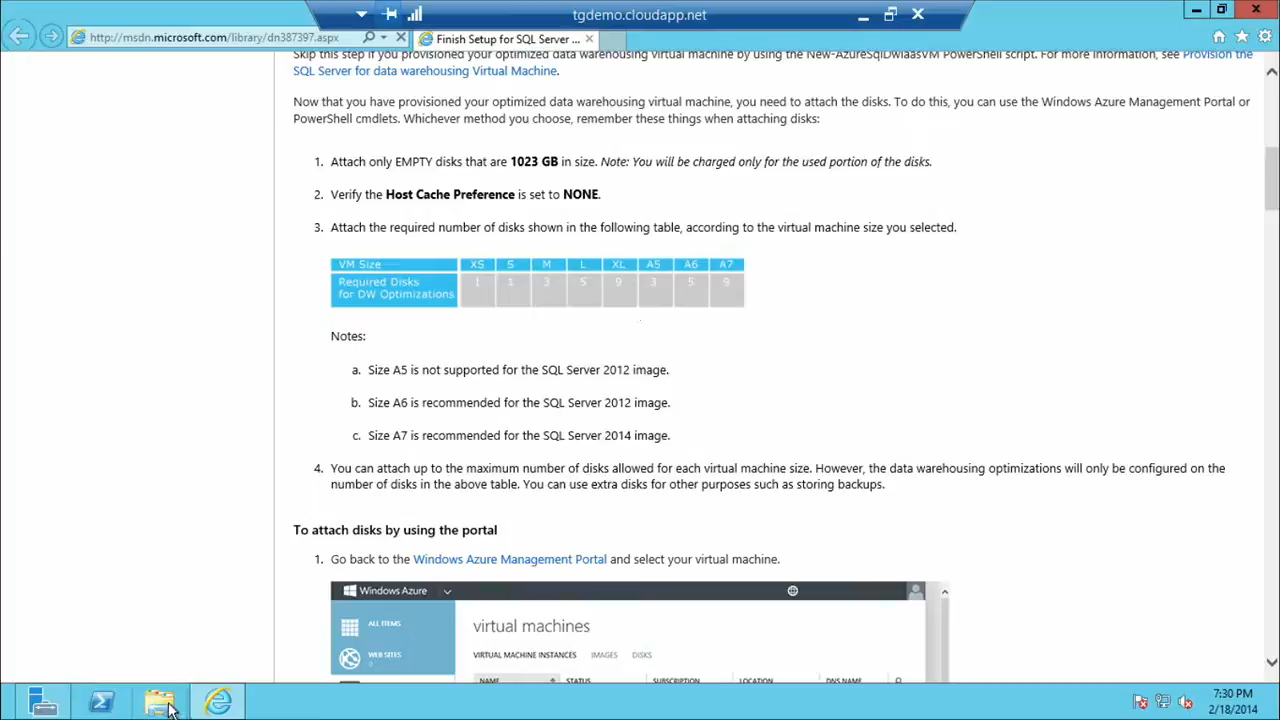 tgdemo.cloudapp.net
http://msdn.microsoft.com/library/dn387397.aspx
Finish Setup for SQL Server ...
Skip this step if you provisioned your optimized data warehousing virtual machine by using the New-AzureSqlDwIaasVM PowerShell script. For more information, see Provision the
SQL Server for data warehousing Virtual Machine.
Now that you have provisioned your optimized data warehousing virtual machine, you need to attach the disks. To do this, you can use the Windows Azure Management Portal or
PowerShell cmdlets. Whichever method you choose, remember these things when attaching disks:
1. Attach only EMPTY disks that are 1023 GB in size. Note: You will be charged only for the used portion of the disks.
2. Verify the Host Cache Preference is set to NONE.
3. Attach the required number of disks shown in the following table, according to the virtual machine size you selected.
VM Size XS S M L XL A5 A6 A7
Required Disks 1 1 3 5 9 3 5 9
for DW Optimizations
Notes:
a. Size A5 is not supported for the SQL Server 2012 image.
b. Size A6 is recommended for the SQL Server 2012 image.
c. Size A7 is recommended for the SQL Server 2014 image.
4. You can attach up to the maximum number of disks allowed for each virtual machine size. However, the data warehousing optimizations will only be configured on the
number of disks in the above table. You can use extra disks for other purposes such as storing backups.
To attach disks by using the portal
1. Go back to the Windows Azure Management Portal and select your virtual machine.
Windows Azure
ALL ITEMS
virtual machines
WEB SITES
0
VIRTUAL MACHINE INSTANCES IMAGES DISKS
NAME STATUS SUBSCRIPTION LOCATION DNS NAME
7:30 PM
2/18/2014